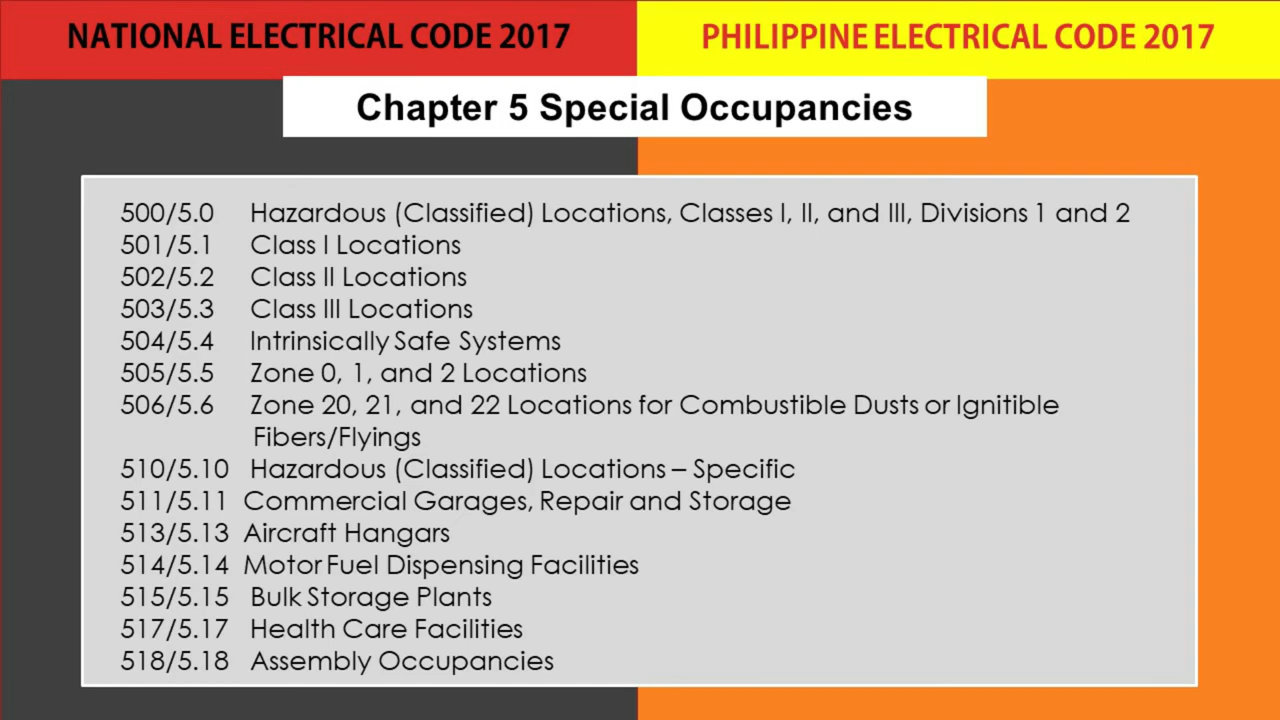 NATIONAL ELECTRICAL CODE 2017
PHILIPPINE ELECTRICAL CODE 2017
Chapter 5 Special Occupancies
500/5.0 Hazardous (Classified) Locations, Classes I, II, and III, Divisions 1 and 2
501/5.1 Class I Locations
502/5.2 Class II Locations
503/5.3 Class III Locations
504/5.4 Intrinsically Safe Systems
505/5.5 Zone 0, 1, and 2 Locations
506/5.6 Zone 20, 21, and 22 Locations for Combustible Dusts or Ignitible
Fibers/Flyings
510/5.10 Hazardous (Classified) Locations – Specific
511/5.11 Commercial Garages, Repair and Storage
513/5.13 Aircraft Hangars
514/5.14 Motor Fuel Dispensing Facilities
515/5.15 Bulk Storage Plants
517/5.17 Health Care Facilities
518/5.18 Assembly Occupancies